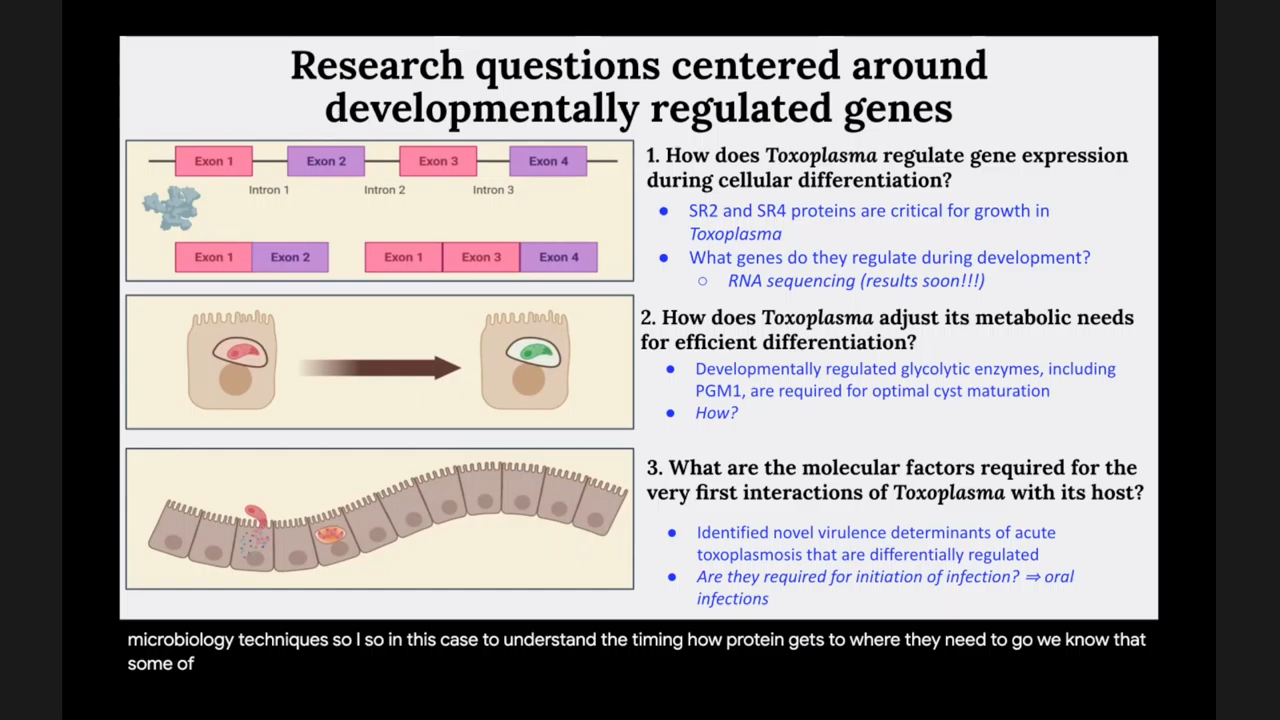 Research questions centered around
developmentally regulated genes
Exon 1 Exon 2 Exon 3 Exon 4
Intron 1 Intron 2 Intron 3
Exon 1 Exon 2 Exon 1 Exon 3 Exon 4
1. How does Toxoplasma regulate gene expression
during cellular differentiation?
● SR2 and SR4 proteins are critical for growth in
Toxoplasma
● What genes do they regulate during development?
○ RNA sequencing (results soon!!!)
2. How does Toxoplasma adjust its metabolic needs
for efficient differentiation?
● Developmentally regulated glycolytic enzymes, including
PGM1, are required for optimal cyst maturation
● How?
3. What are the molecular factors required for the
very first interactions of Toxoplasma with its host?
● Identified novel virulence determinants of acute
toxoplasmosis that are differentially regulated
● Are they required for initiation of infection? ⇒ oral
infections
microbiology techniques so I so in this case to understand the timing how protein gets to where they need to go we know that
some of